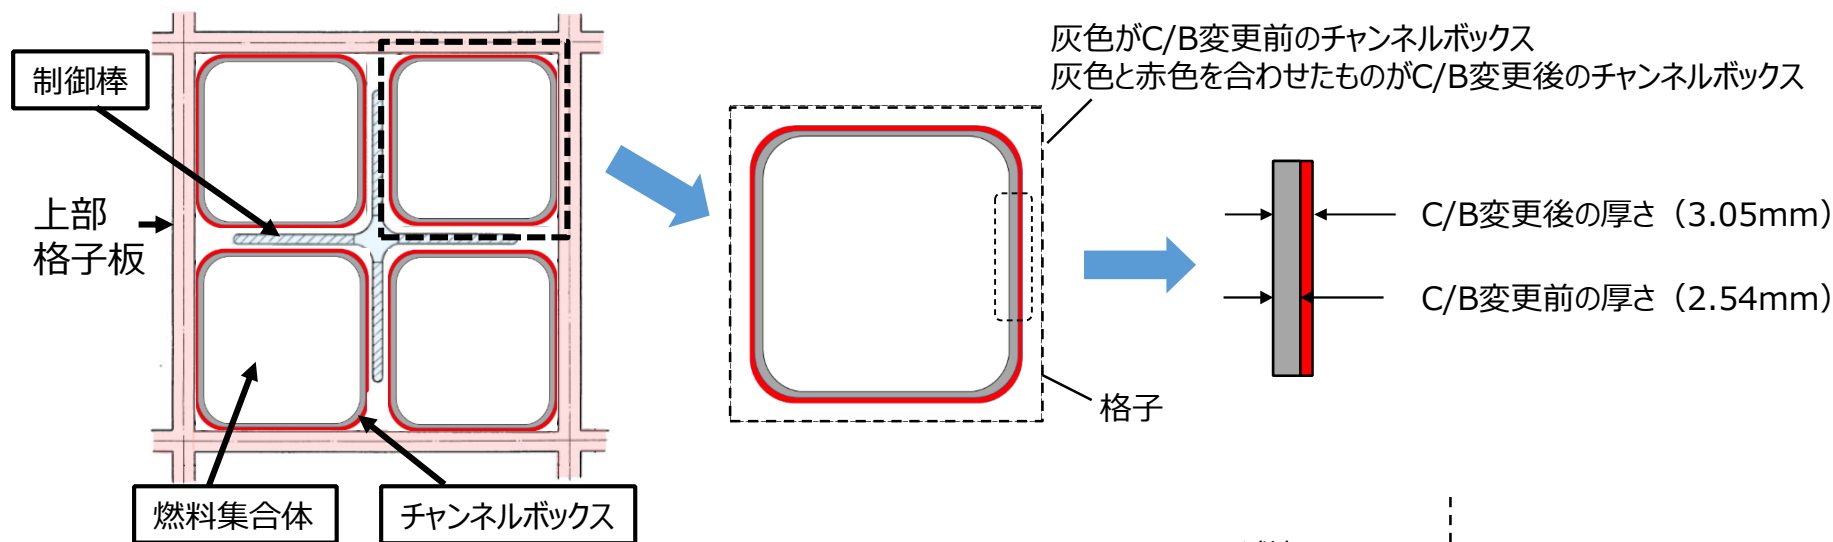 灰色がC/B変更前のチャンネルボックス
灰色と赤色を合わせたものがC/B変更後のチャンネルボックス
制御棒
上部
格子板
C/B変更後の厚さ（3.05mm）
C/B変更前の厚さ（2.54mm）
格子
燃料集合体
チャンネルボックス